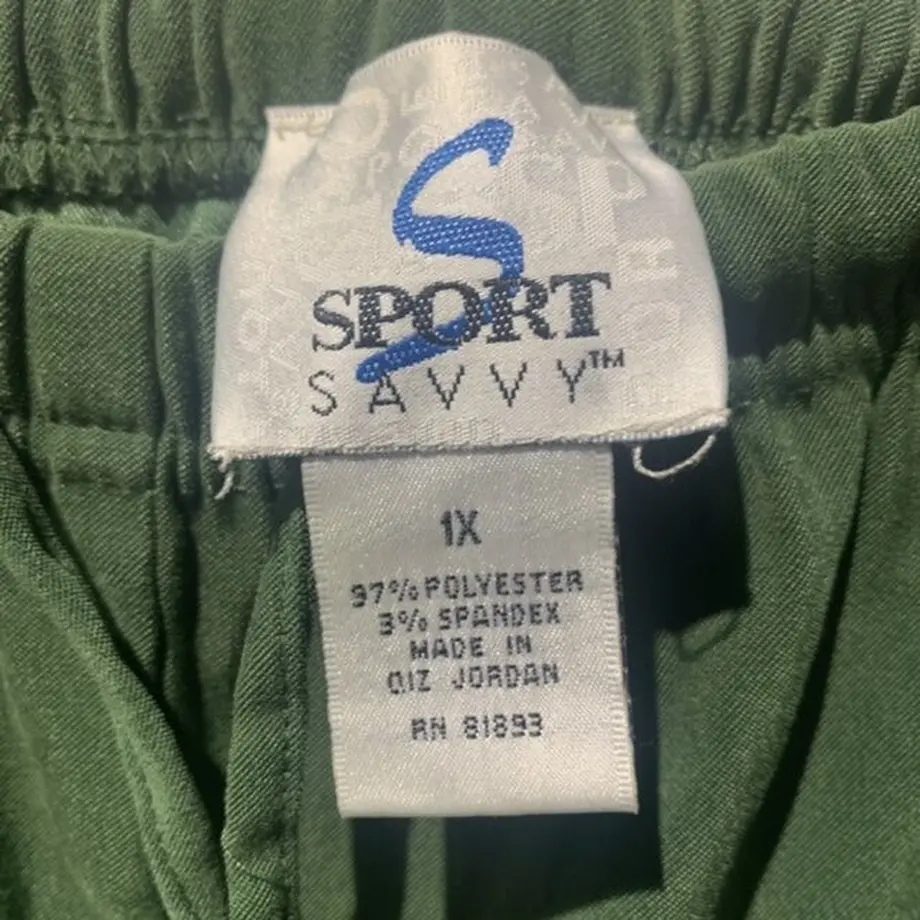 S
SPORT
SAVVY™
1X
97% POLYESTER
3% SPANDEX
MADE IN
QIZ JORDAN
RN 81893